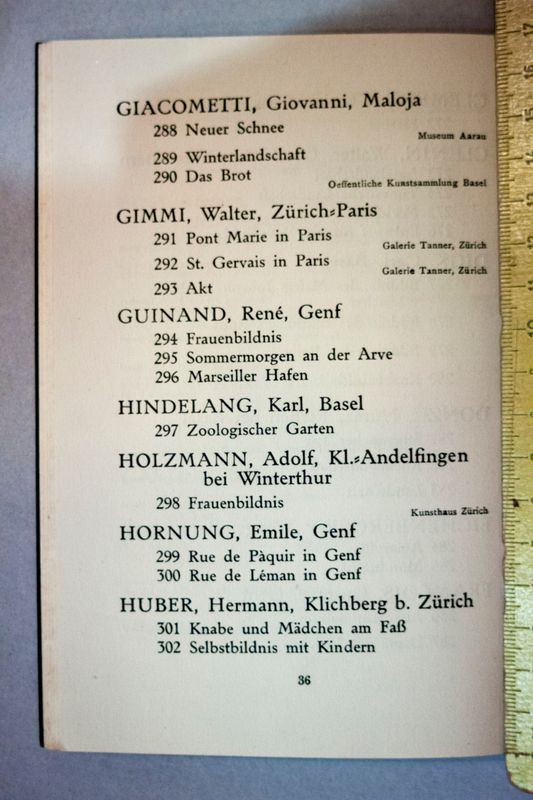 GIACOMETTI, Giovanni, Maloja
288 Neuer Schnee
Museum Aarau
289 Winterlandschaft
290 Das Brot
Oeffentliche Kunstsammlung Basel
GIMMI, Walter, Zürich-Paris
291 Pont Marie in Paris
Galerie Tanner, Zürich
292 St. Gervais in Paris
Galerie Tanner, Zürich
293 Akt
GUINAND, René, Genf
294 Frauenbildnis
295 Sommermorgen an der Arve
296 Marseiller Hafen
HINDELANG, Karl, Basel
297 Zoologischer Garten
HOLZMANN, Adolf, Kl.-Andelfingen
bei Winterthur
298 Frauenbildnis
Kunsthaus Zürich
HORNUNG, Emile, Genf
299 Rue de Pàquir in Genf
300 Rue de Léman in Genf
HUBER, Hermann, Klichberg b. Zürich
301 Knabe und Mädchen am Faß
302 Selbstbildnis mit Kindern
36